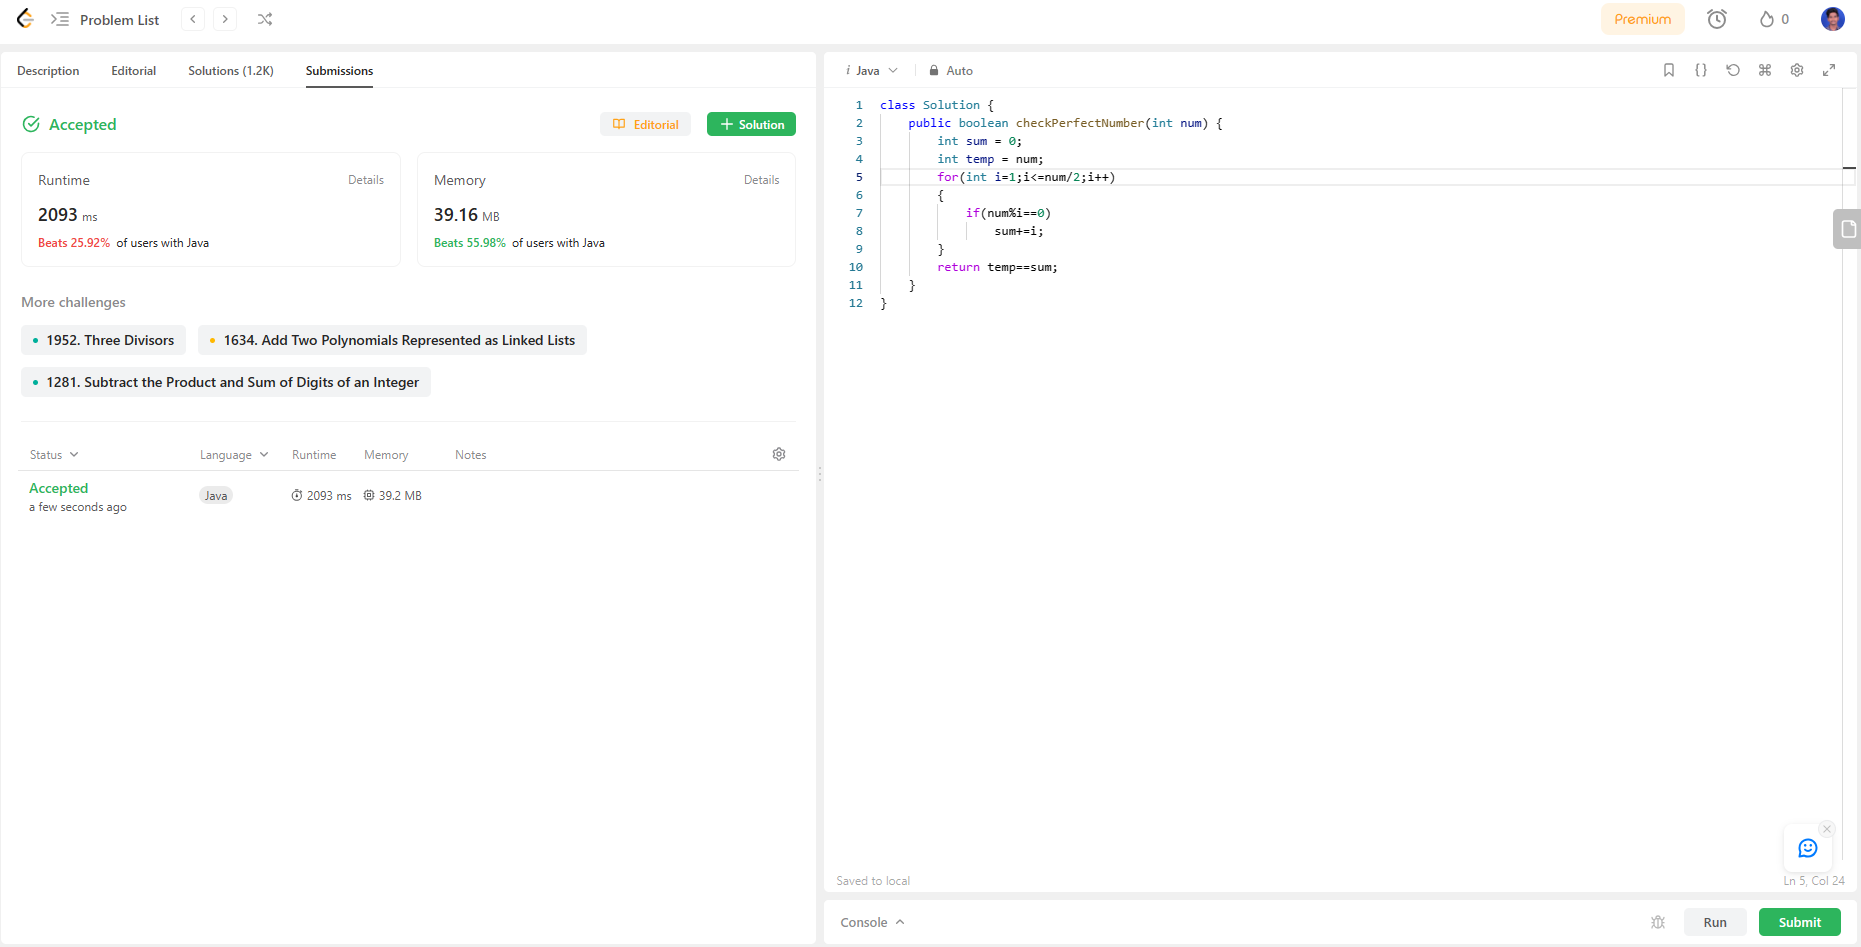 Problem List
Premium
0
Description Editorial Solutions (1.2K) Submissions
Accepted
Editorial
Solution
Runtime Details
2093 ms
Beats 25.92% of users with Java
Memory Details
39.16 MB
Beats 55.98% of users with Java
More challenges
1952. Three Divisors
1634. Add Two Polynomials Represented as Linked Lists
1281. Subtract the Product and Sum of Digits of an Integer
Status Language Runtime Memory Notes
Accepted
a few seconds ago
Java 2093 ms 39.2 MB
i Java Auto
1 class Solution {
2 public boolean checkPerfectNumber(int num) {
3 int sum = 0;
4 int temp = num;
5 for(int i=1;i<=num/2;i++)
6 {
7 if(num%i==0)
8 sum+=i;
9 }
10 return temp==sum;
11 }
12 }
Saved to local
Ln 5, Col 24
Console
Run
Submit